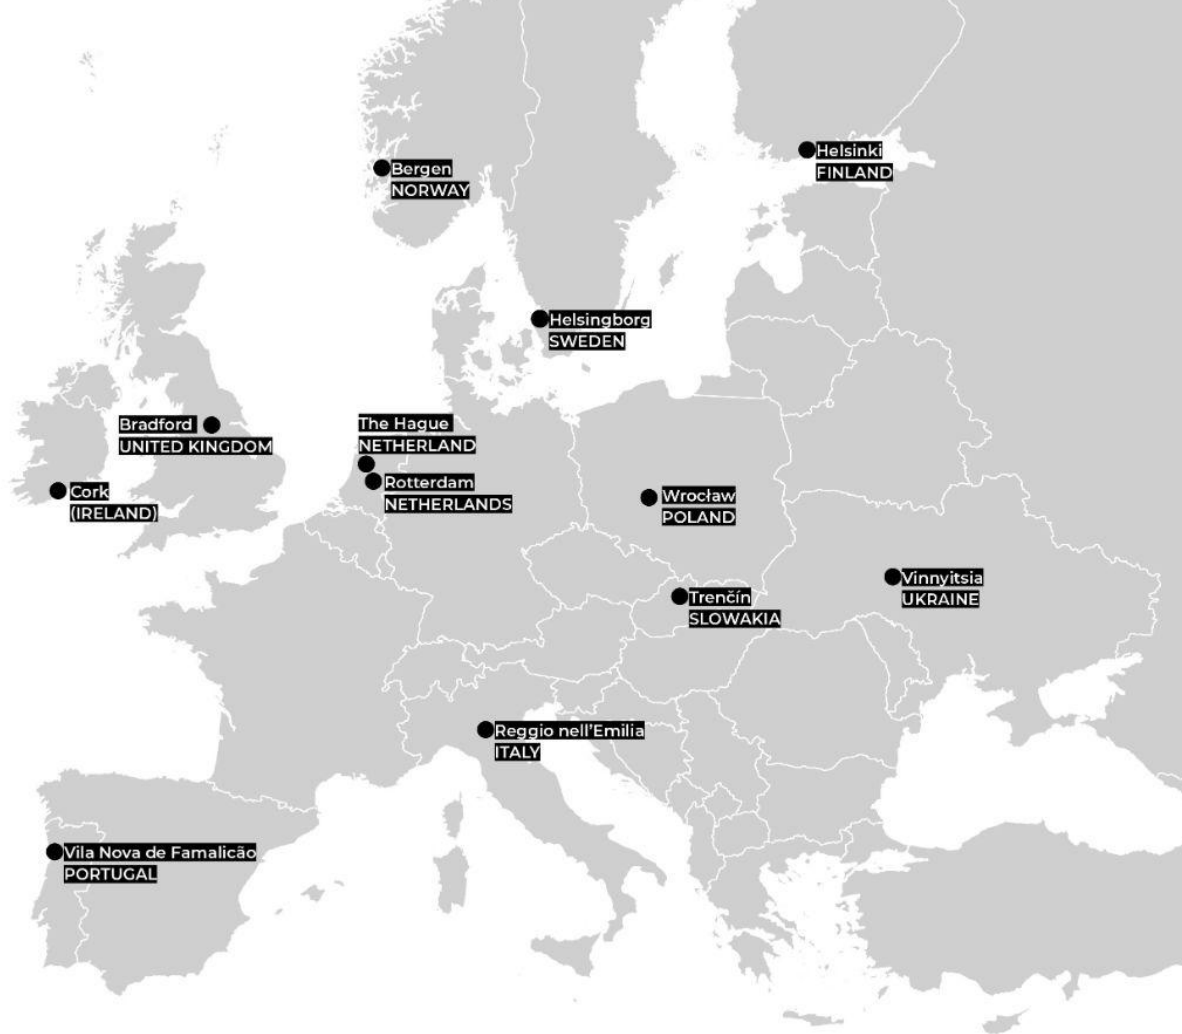 Helsinki
FINLAND
Bergen
NORWAY
Helsingborg
SWEDEN
Bradford
UNITED KINGDOM
The Hague
NETHERLAND
Rotterdam
NETHERLANDS
Cork
(IRELAND)
Wrocław
POLAND
Vinnyitsia
UKRAINE
Trenčín
SLOWAKIA
Reggio nell'Emilia
ITALY
Vila Nova de Famalicão
PORTUGAL